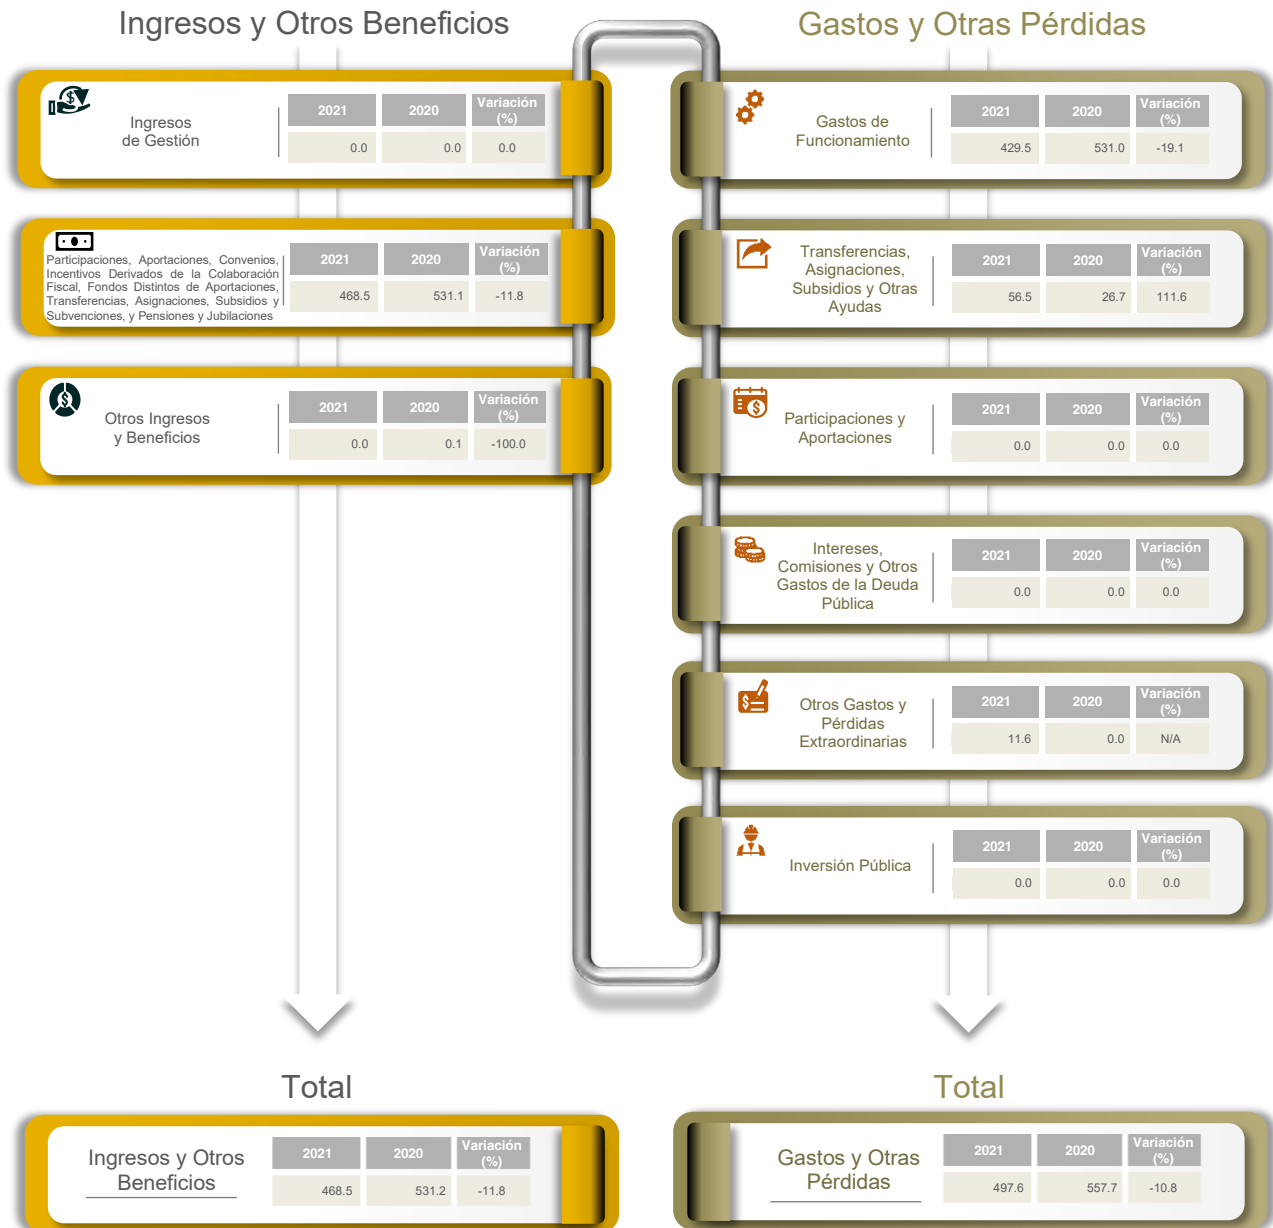 Ingresos y Otros Beneficios
Ingresos
de Gestión
2021 2020 Variación
(%)
0.0 0.0 0.0
Participaciones, Aportaciones, Convenios,
Incentivos Derivados de la Colaboración
Fiscal, Fondos Distintos de Aportaciones,
Transferencias, Asignaciones, Subsidios y
Subvenciones, y Pensiones y Jubilaciones
2021 2020 Variación
(%)
468.5 531.1 -11.8
Otros Ingresos
y Beneficios
2021 2020 Variación
(%)
0.0 0.1 -100.0
Total
Ingresos y Otros
Beneficios
2021 2020 Variación
(%)
468.5 531.2 -11.8
Gastos y Otras Pérdidas
Gastos de
Funcionamiento
2021 2020 Variación
(%)
429.5 531.0 -19.1
Transferencias,
Asignaciones,
Subsidios y Otras
Ayudas
2021 2020 Variación
(%)
56.5 26.7 111.6
Participaciones y
Aportaciones
2021 2020 Variación
(%)
0.0 0.0 0.0
Intereses,
Comisiones y Otros
Gastos de la Deuda
Pública
2021 2020 Variación
(%)
0.0 0.0 0.0
Otros Gastos y
Pérdidas
Extraordinarias
2021 2020 Variación
(%)
11.6 0.0 N/A
Inversión Pública
2021 2020 Variación
(%)
0.0 0.0 0.0
Total
Gastos y Otras
Pérdidas
2021 2020 Variación
(%)
497.6 557.7 -10.8